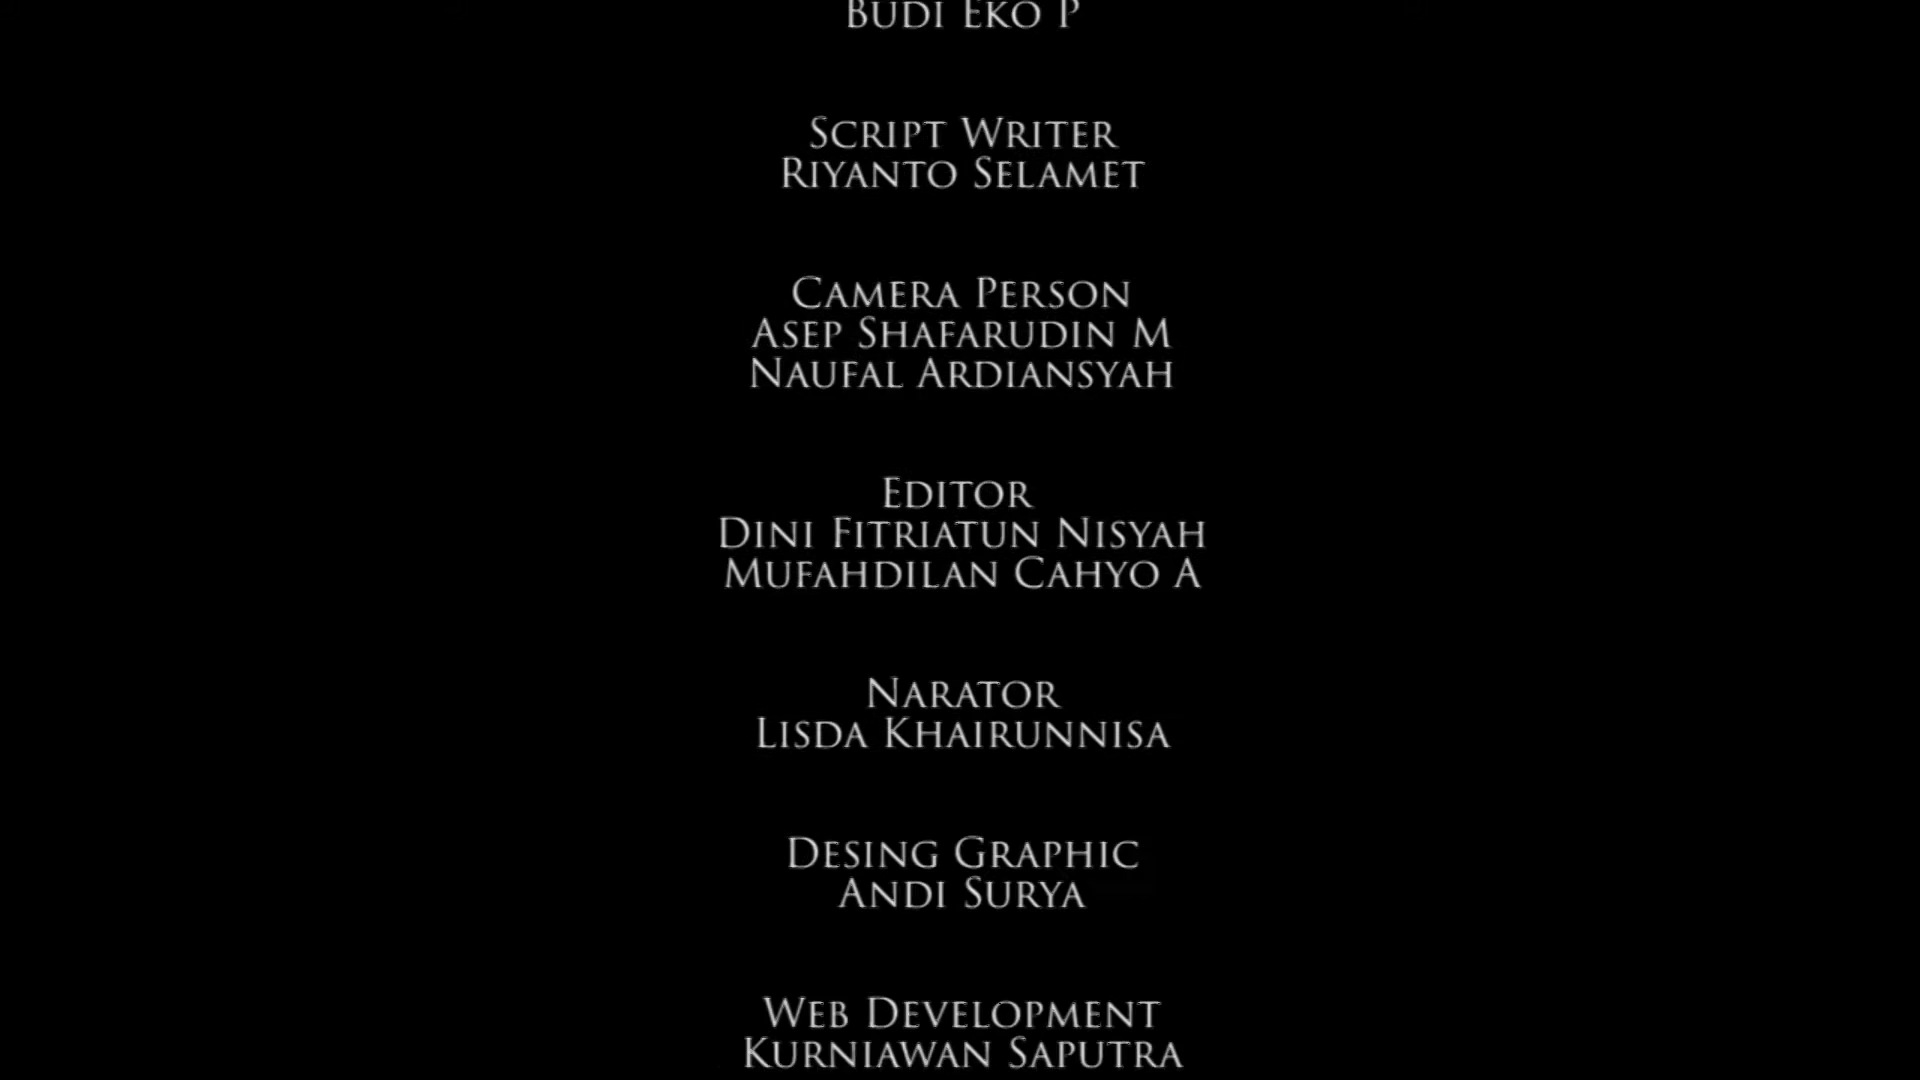 Budi Eko P
Script Writer
Riyanto Selamet
Camera Person
Asep Shafarudin M
Naufal Ardiansyah
Editor
Dini Fitriatun Nisyah
Mufahdilan Cahyo A
Narator
Lisda Khairunnisa
Desing Graphic
Andi Surya
Web Development
Kurniawan Saputra